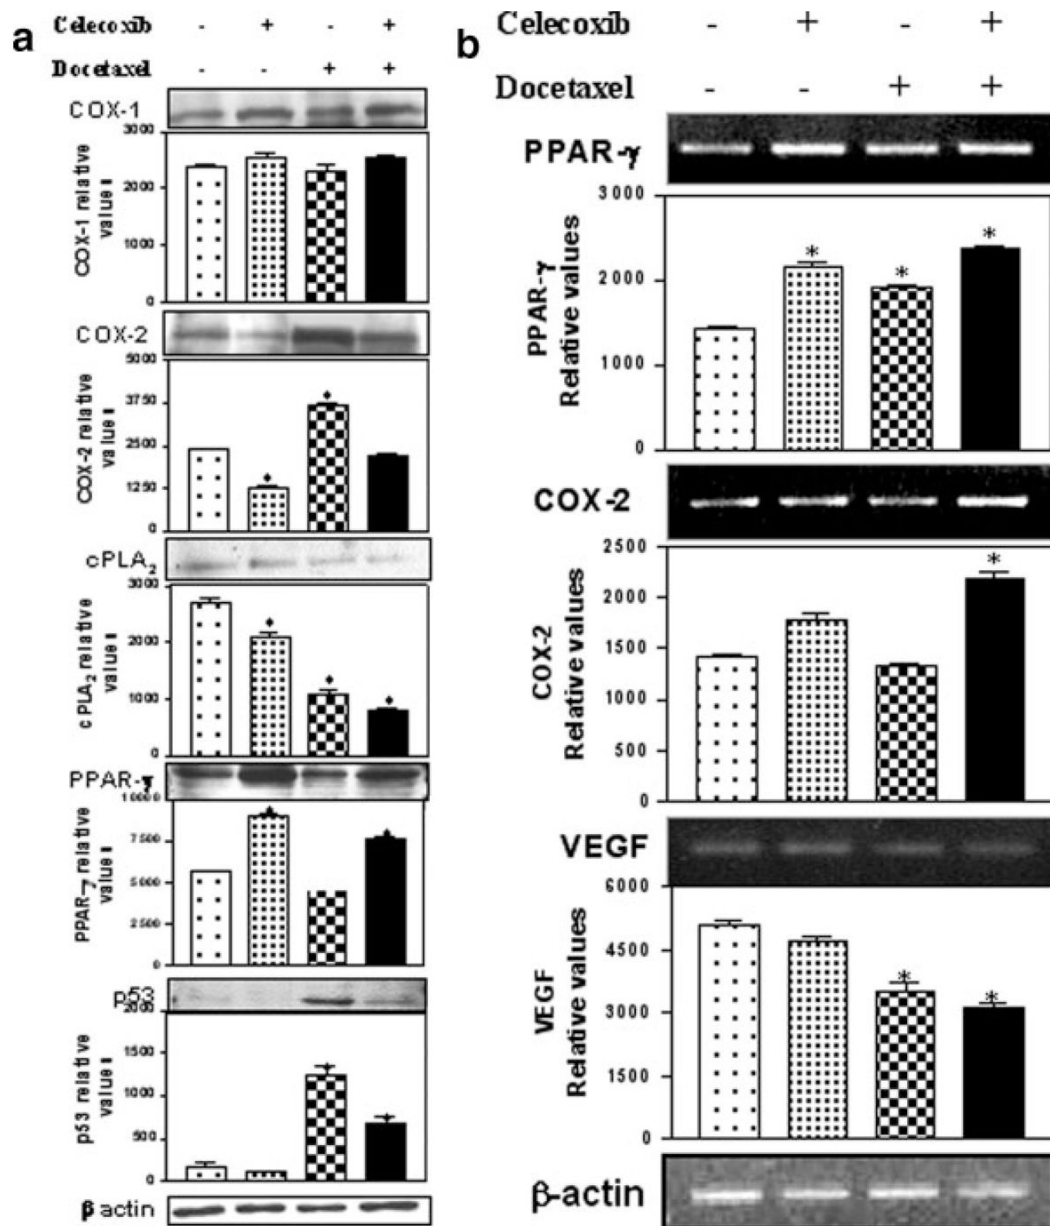 a
Celecoxib - + - +
Docetaxel - - + +
COX-1
3000
2000
1000
0
COX-1 relative
values
COX-2
5000
3750
2500
1250
0
COX-2 relative
values
cPLA2
3000
2000
1000
0
cPLA2 relative
values
PPAR-γ
10000
7500
5000
2500
0
PPAR-γ relative
values
p53
2000
1500
1000
500
0
p53 relative
values
β actin
b
Celecoxib - + - +
Docetaxel - - + +
PPAR-γ
3000
2000
1000
0
PPAR-γ
Relative values
* * *
COX-2
2500
2000
1500
1000
500
0
COX-2
Relative values
*
VEGF
6000
4500
3000
1500
0
VEGF
Relative values
* *
β-actin